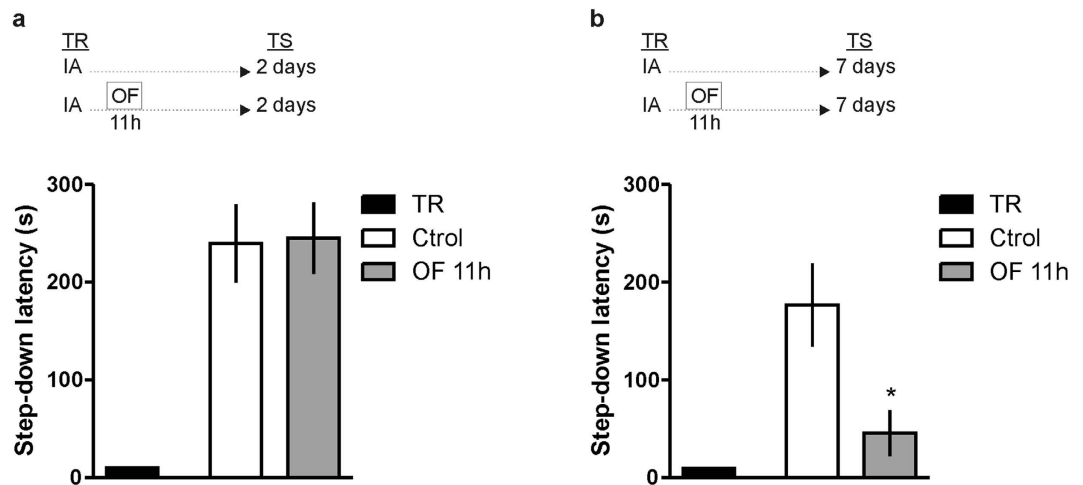 a
TR TS
IA 2 days
IA OF 2 days
11h
Step-down latency (s)
300
200
100
0
TR
Ctrol
OF 11h
b
TR TS
IA 7 days
IA OF 7 days
11h
Step-down latency (s)
300
200
100
0
*
TR
Ctrol
OF 11h